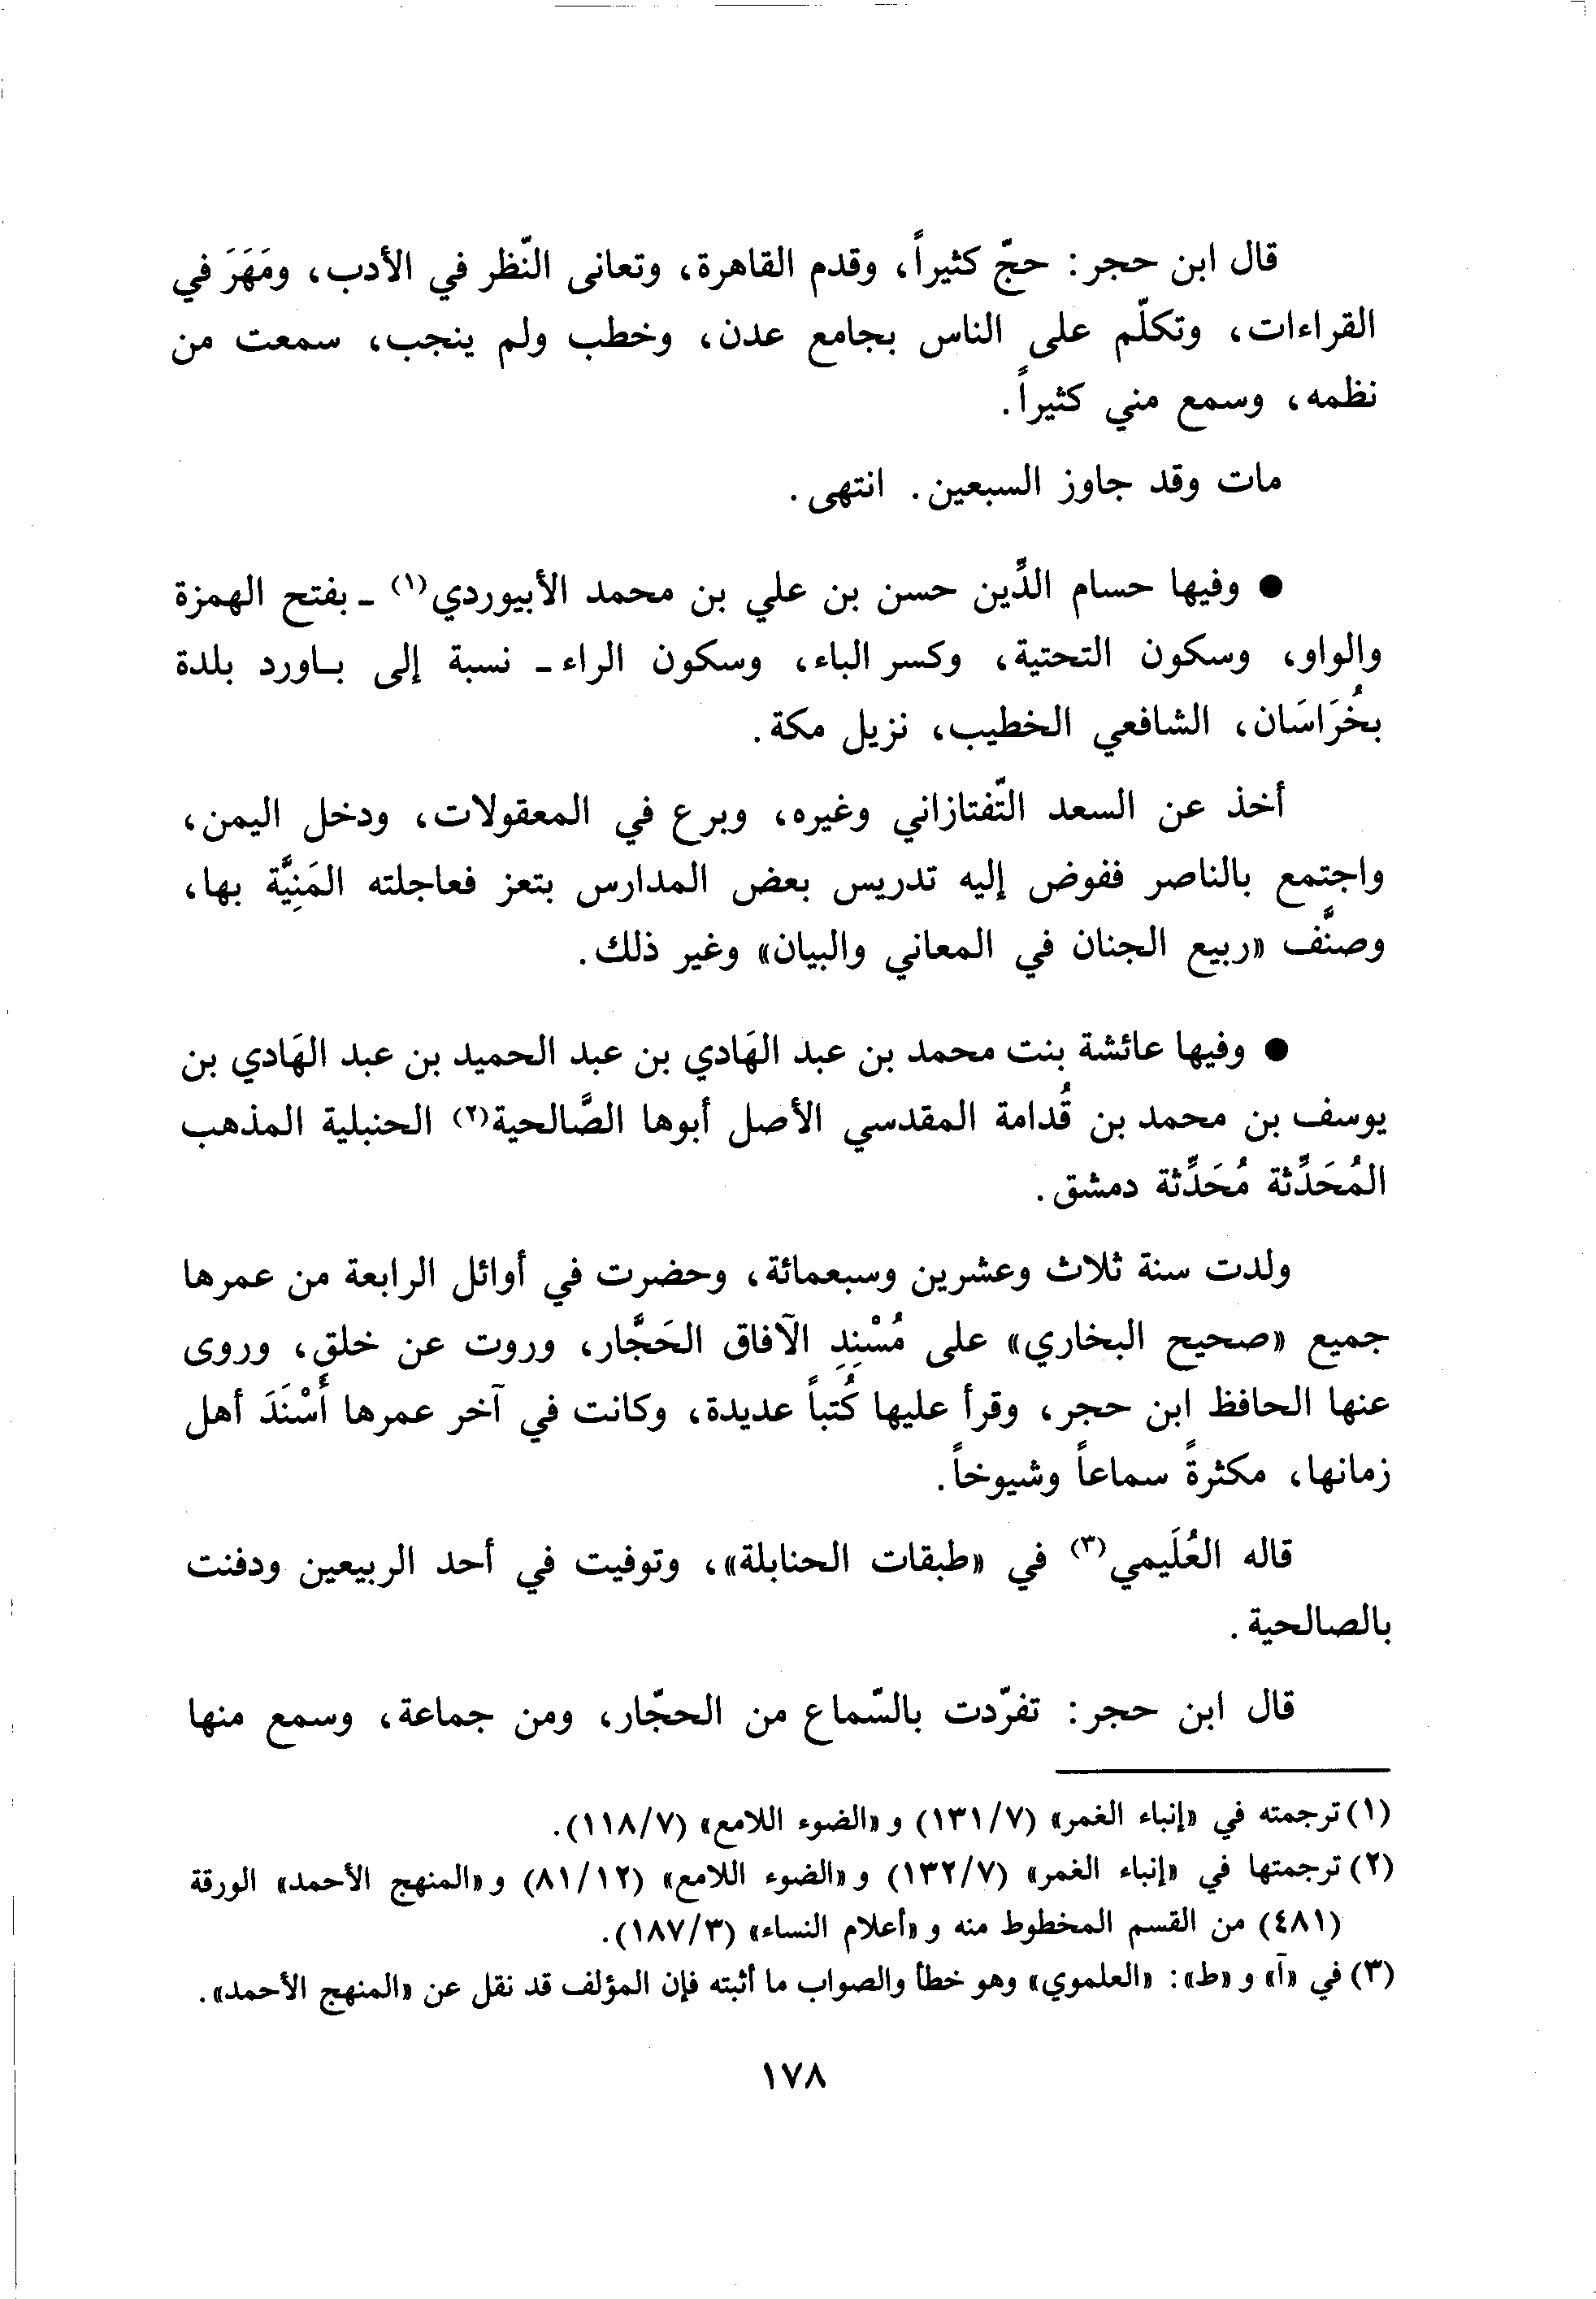 قال ابن حجر: حجّ كثيراً، وقدم القاهرة، وتعانى النّظر في الأدب، ومَهَرَ في
القراءات، وتكلّم على الناس بجامع عدن، وخطب ولم ينجب، سمعت من
نظمه، وسمع مني كثيراً.
مات وقد جاوز السبعين. انتهى.
● وفيها حسام الدِّين حسن بن علي بن محمد الأبيوردي(١) ـ بفتح الهمزة
والواو، وسكون التحتية، وكسر الباء، وسكون الراء ـ نسبة إلى باورد بلدة
بخُرَاسَان، الشافعي الخطيب، نزيل مكة.
أخذ عن السعد التّفتازاني وغيره، وبرع في المعقولات، ودخل اليمن،
واجتمع بالناصر ففوض إليه تدريس بعض المدارس بتعز فعاجلته المَنِيَّة بها،
وصنَّف «ربيع الجنان في المعاني والبيان» وغير ذلك.
● وفيها عائشة بنت محمد بن عبد الهَادي بن عبد الحميد بن عبد الهَادي بن
يوسف بن محمد بن قُدامة المقدسي الأصل أبوها الصَّالحية(٢) الحنبلية المذهب
المُحَدِّثة مُحَدِّثة دمشق.
ولدت سنة ثلاث وعشرين وسبعمائة، وحضرت في أوائل الرابعة من عمرها
جميع «صحيح البخاري» على مُسْنِدِ الآفاق الحَجَّار، وروت عن خلقٍ، وروى
عنها الحافظ ابن حجر، وقرأ عليها كُتباً عديدة، وكانت في آخر عمرها أَسْنَدَ أهل
زمانها، مكثرةً سماعاً وشيوخاً.
قاله العُلَيمي(٣) في «طبقات الحنابلة»، وتوفيت في أحد الربيعين ودفنت
بالصالحية.
قال ابن حجر: تفرّدت بالسّماع من الحجّار، ومن جماعة، وسمع منها
(١) ترجمته في «إنباء الغمر» (١٣١/٧) و«الضوء اللامع» (١١٨/٧).
(٢) ترجمتها في «إنباء الغمر» (١٣٢/٧) و«الضوء اللامع» (٨١/١٢) و«المنهج الأحمد» الورقة
(٤٨١) من القسم المخطوط منه و«أعلام النساء» (١٨٧/٣).
(٣) في «آ» و«ط»: «العلموي» وهو خطأ والصواب ما أثبته فإن المؤلف قد نقل عن «المنهج الأحمد».
١٧٨